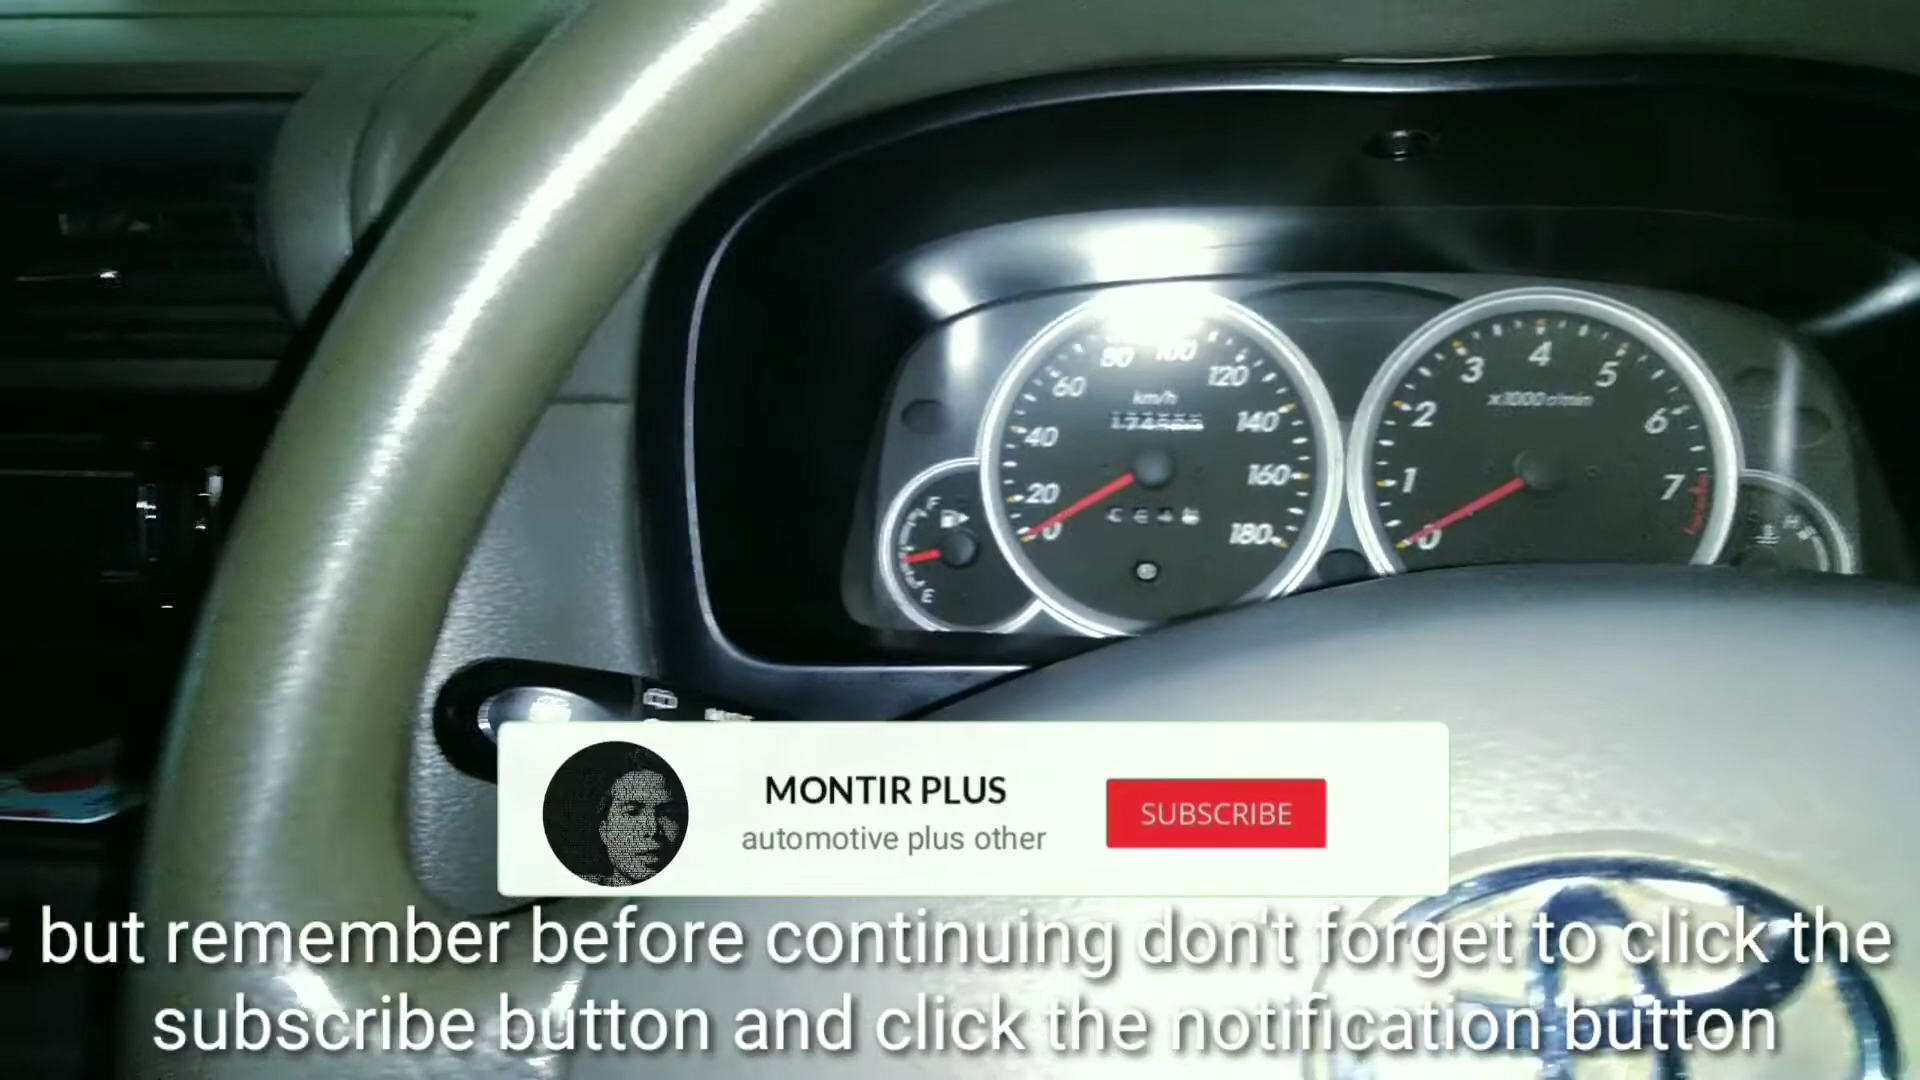 80 100
60 120
km/h
40 140
20 160
0 180
F
E
3 4 5
x1000 r/min
2 6
1 7
0
H
MONTIR PLUS
automotive plus other
SUBSCRIBE
but remember before continuing don't forget to click the
subscribe button and click the notification button